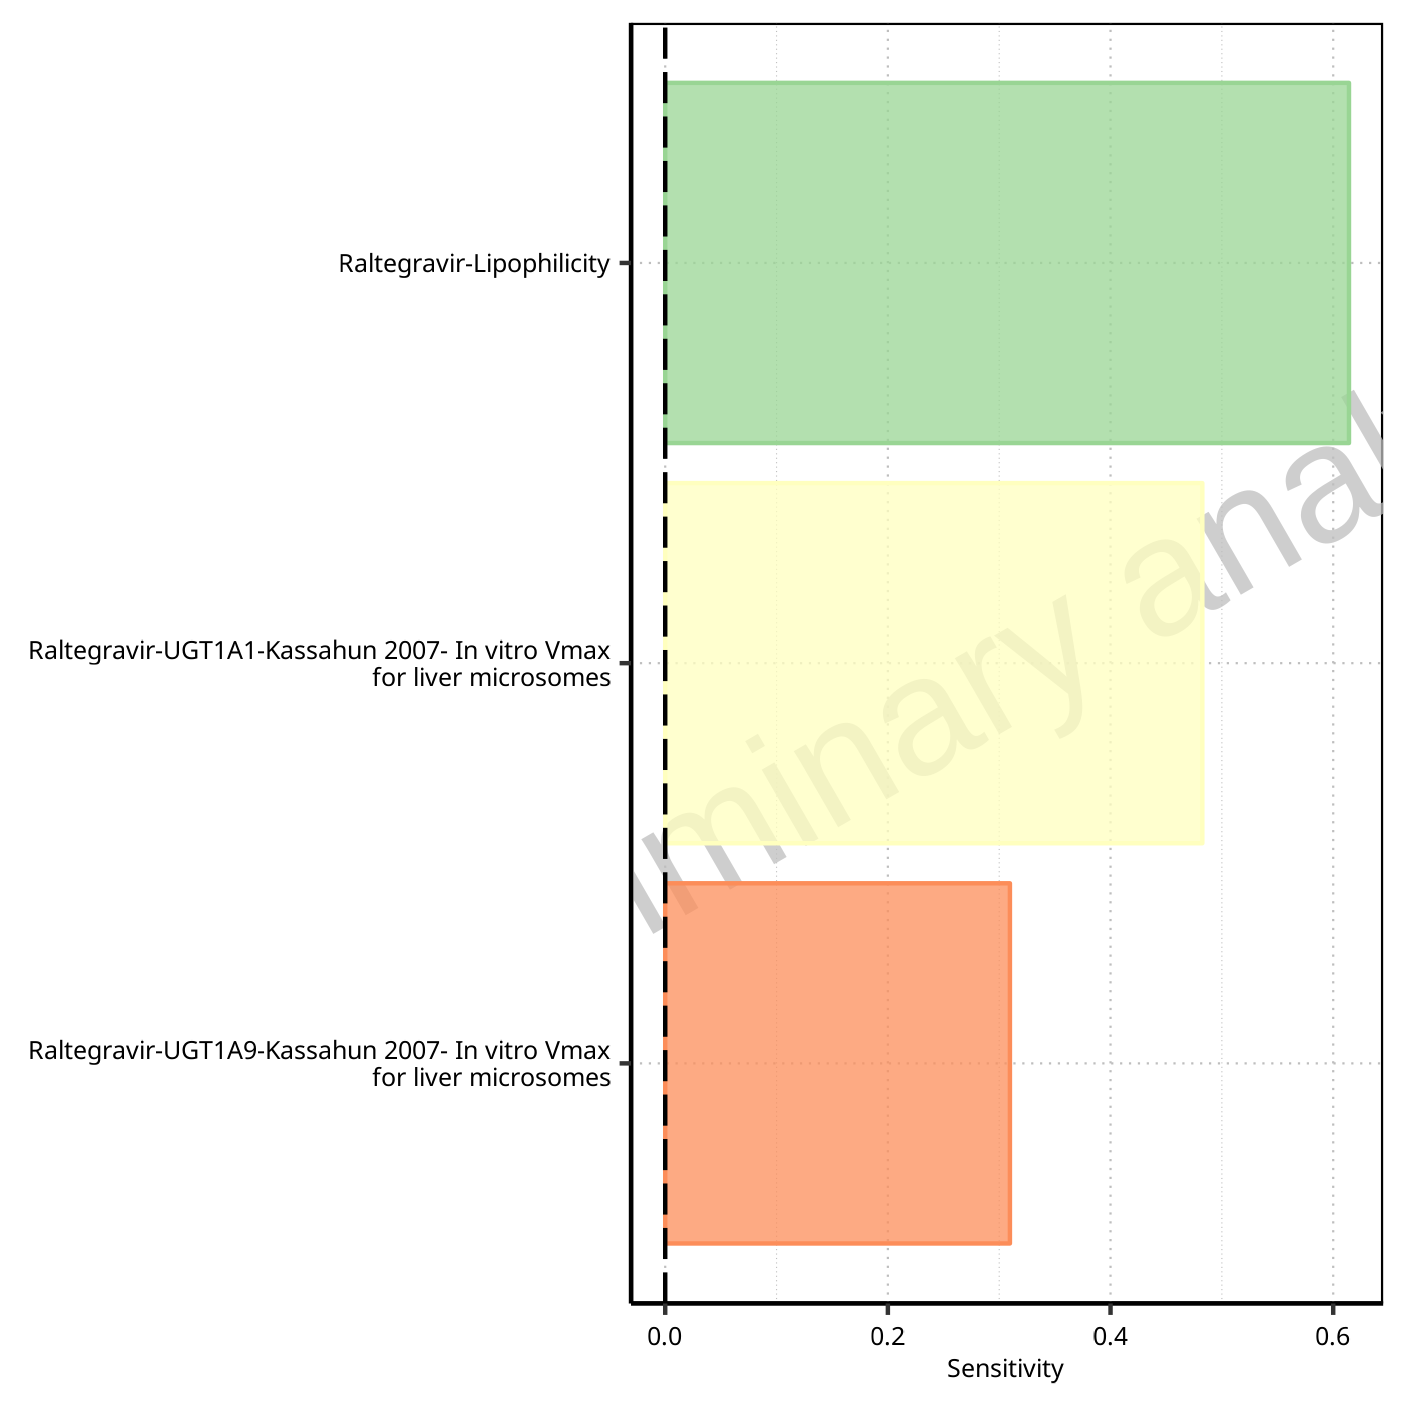 Raltegravir-Lipophilicity
Raltegravir-UGT1A1-Kassahun 2007- In vitro Vmax
for liver microsomes
Raltegravir-UGT1A9-Kassahun 2007- In vitro Vmax
for liver microsomes
minary anal
0.0 0.2 0.4 0.6
Sensitivity